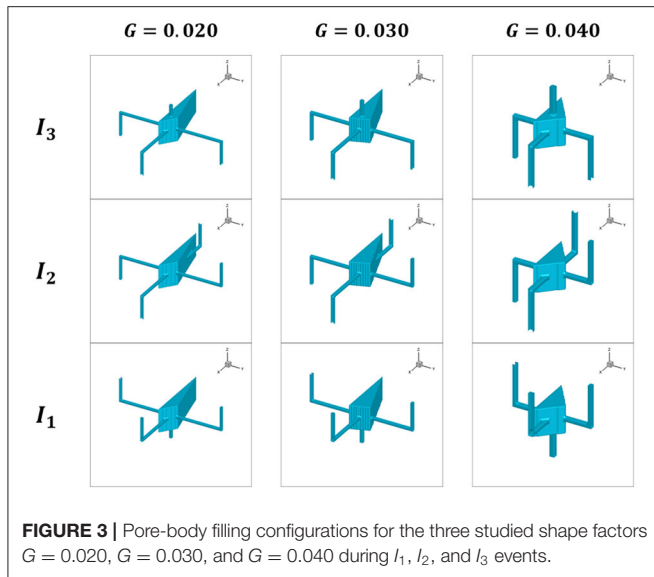 G = 0.020 G = 0.030 G = 0.040
I₃
Z X Y Z X Y Z X Y
I₂
Z X Y Z X Y Z X Y
I₁
Z X Y Z X Y Z X Y
FIGURE 3 | Pore-body filling configurations for the three studied shape factors
G = 0.020, G = 0.030, and G = 0.040 during I₁, I₂, and I₃ events.